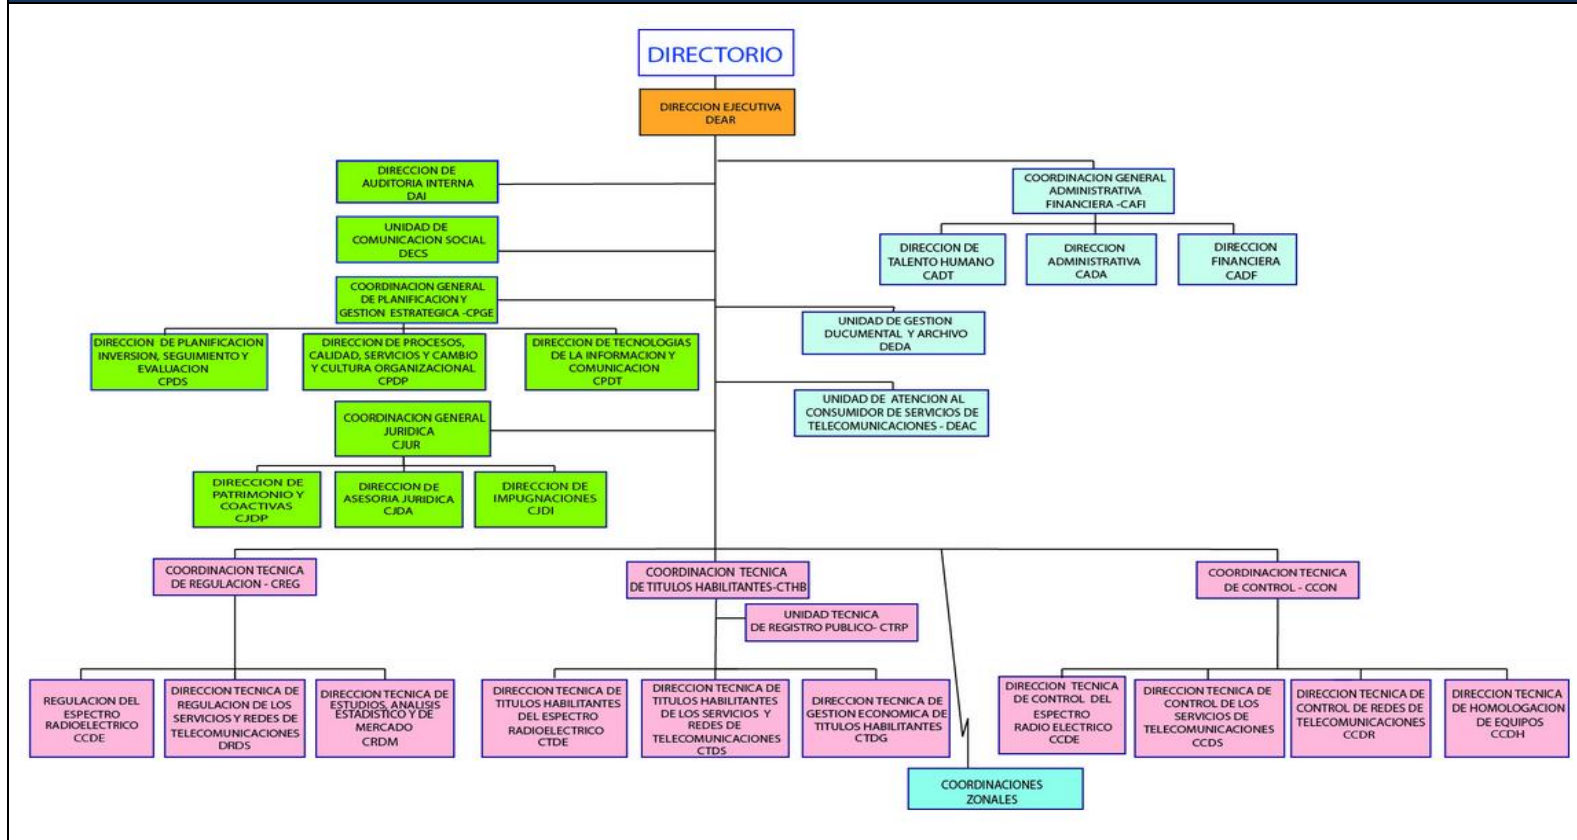 DIRECTORIO
DIRECCION EJECUTIVA
DEAR
DIRECCION DE
AUDITORIA INTERNA
DAI
COORDINACION GENERAL
ADMINISTRATIVA
FINANCIERA -CAFI
UNIDAD DE
COMUNICACION SOCIAL
DECS
DIRECCION DE
TALENTO HUMANO
CADT
DIRECCION
ADMINISTRATIVA
CADA
DIRECCION
FINANCIERA
CADF
COORDINACION GENERAL
DE PLANIFICACION Y
GESTION ESTRATEGICA -CPGE
UNIDAD DE GESTION
DUCUMENTAL Y ARCHIVO
DEDA
DIRECCION DE PLANIFICACION
INVERSION, SEGUIMIENTO Y
EVALUACION
CPDS
DIRECCION DE PROCESOS,
CALIDAD, SERVICIOS Y CAMBIO
Y CULTURA ORGANIZACIONAL
CPDP
DIRECCION DE TECNOLOGIAS
DE LA INFORMACION Y
COMUNICACION
CPDT
UNIDAD DE ATENCION AL
CONSUMIDOR DE SERVICIOS DE
TELECOMUNICACIONES - DEAC
COORDINACION GENERAL
JURIDICA
CJUR
DIRECCION DE
PATRIMONIO Y
COACTIVAS
CJDP
DIRECCION DE
ASESORIA JURIDICA
CJDA
DIRECCION DE
IMPUGNACIONES
CJDI
COORDINACION TECNICA
DE REGULACION - CREG
COORDINACION TECNICA
DE TITULOS HABILITANTES-CTHB
COORDINACION TECNICA
DE CONTROL - CCON
UNIDAD TECNICA
DE REGISTRO PUBLICO- CTRP
REGULACION DEL
ESPECTRO
RADIOELECTRICO
CCDE
DIRECCION TECNICA DE
REGULACION DE LOS
SERVICIOS Y REDES DE
TELECOMUNICACIONES
DRDS
DIRECCION TECNICA DE
ESTUDIOS, ANALISIS
ESTADISTICO Y DE
MERCADO
CRDM
DIRECCION TECNICA DE
TITULOS HABILITANTES
DEL ESPECTRO
RADIOELECTRICO
CTDE
DIRECCION TECNICA DE
TITULOS HABILITANTES
DE LOS SERVICIOS Y
REDES DE
TELECOMUNICACIONES
CTDS
DIRECCION TECNICA DE
GESTION ECONOMICA DE
TITULOS HABILITANTES
CTDG
DIRECCION TECNICA
DE CONTROL DEL
ESPECTRO
RADIO ELECTRICO
CCDE
DIRECCION TECNICA DE
CONTROL DE LOS
SERVICIOS DE
TELECOMUNICACIONES
CCDS
DIRECCION TECNICA DE
CONTROL DE REDES DE
TELECOMUNICACIONES
CCDR
DIRECCION TECNICA
DE HOMOLOGACION
DE EQUIPOS
CCDH
COORDINACIONES
ZONALES